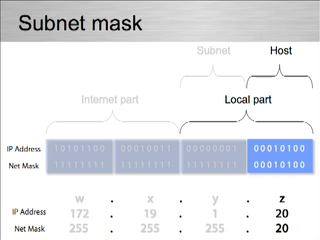 Subnet mask
Subnet Host
Internet part Local part
IP Address 10101100 00010011 00000001 00010100
Net Mask 11111111 11111111 11111111 00010100
w . x . y . z
IP Address 172 19 1 20
Net Mask 255 . 255 . 255 . 20